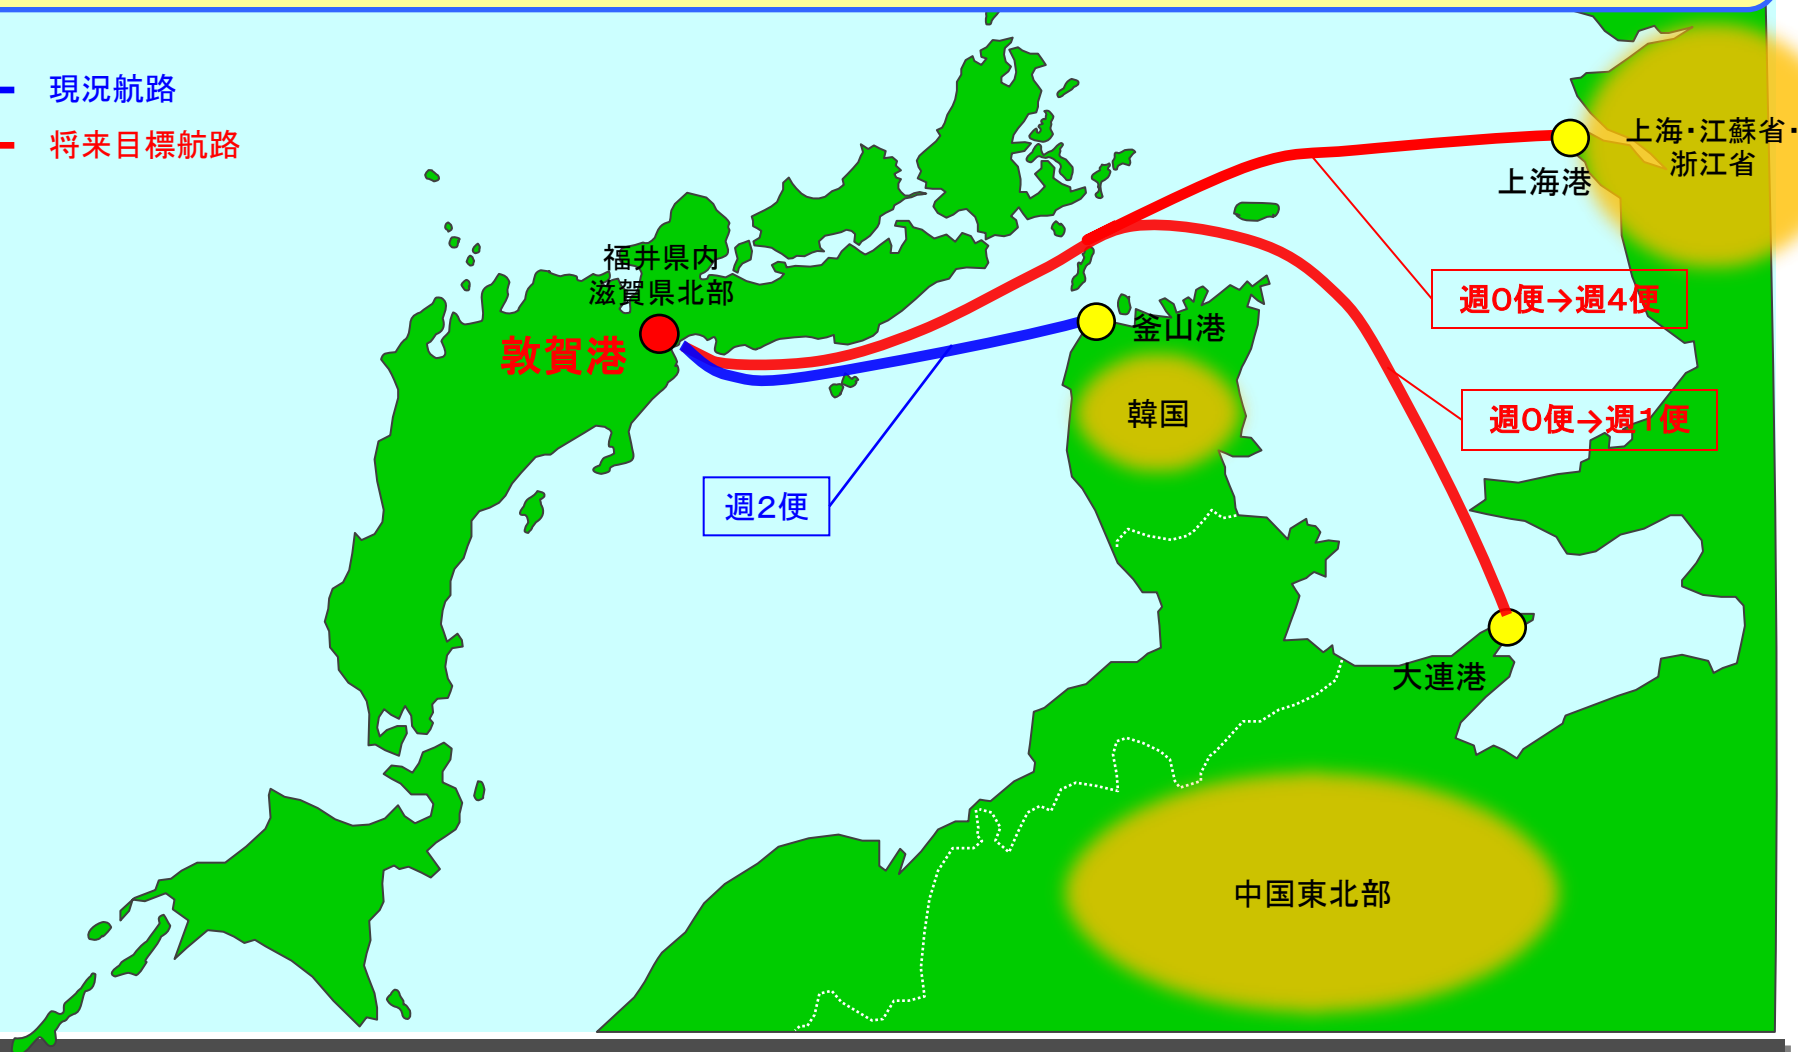 現況航路
将来目標航路
上海・江蘇省・
浙江省
上海港
福井県内
滋賀県北部
敦賀港
釜山港
週0便→週4便
韓国
週0便→週1便
週2便
大連港
中国東北部